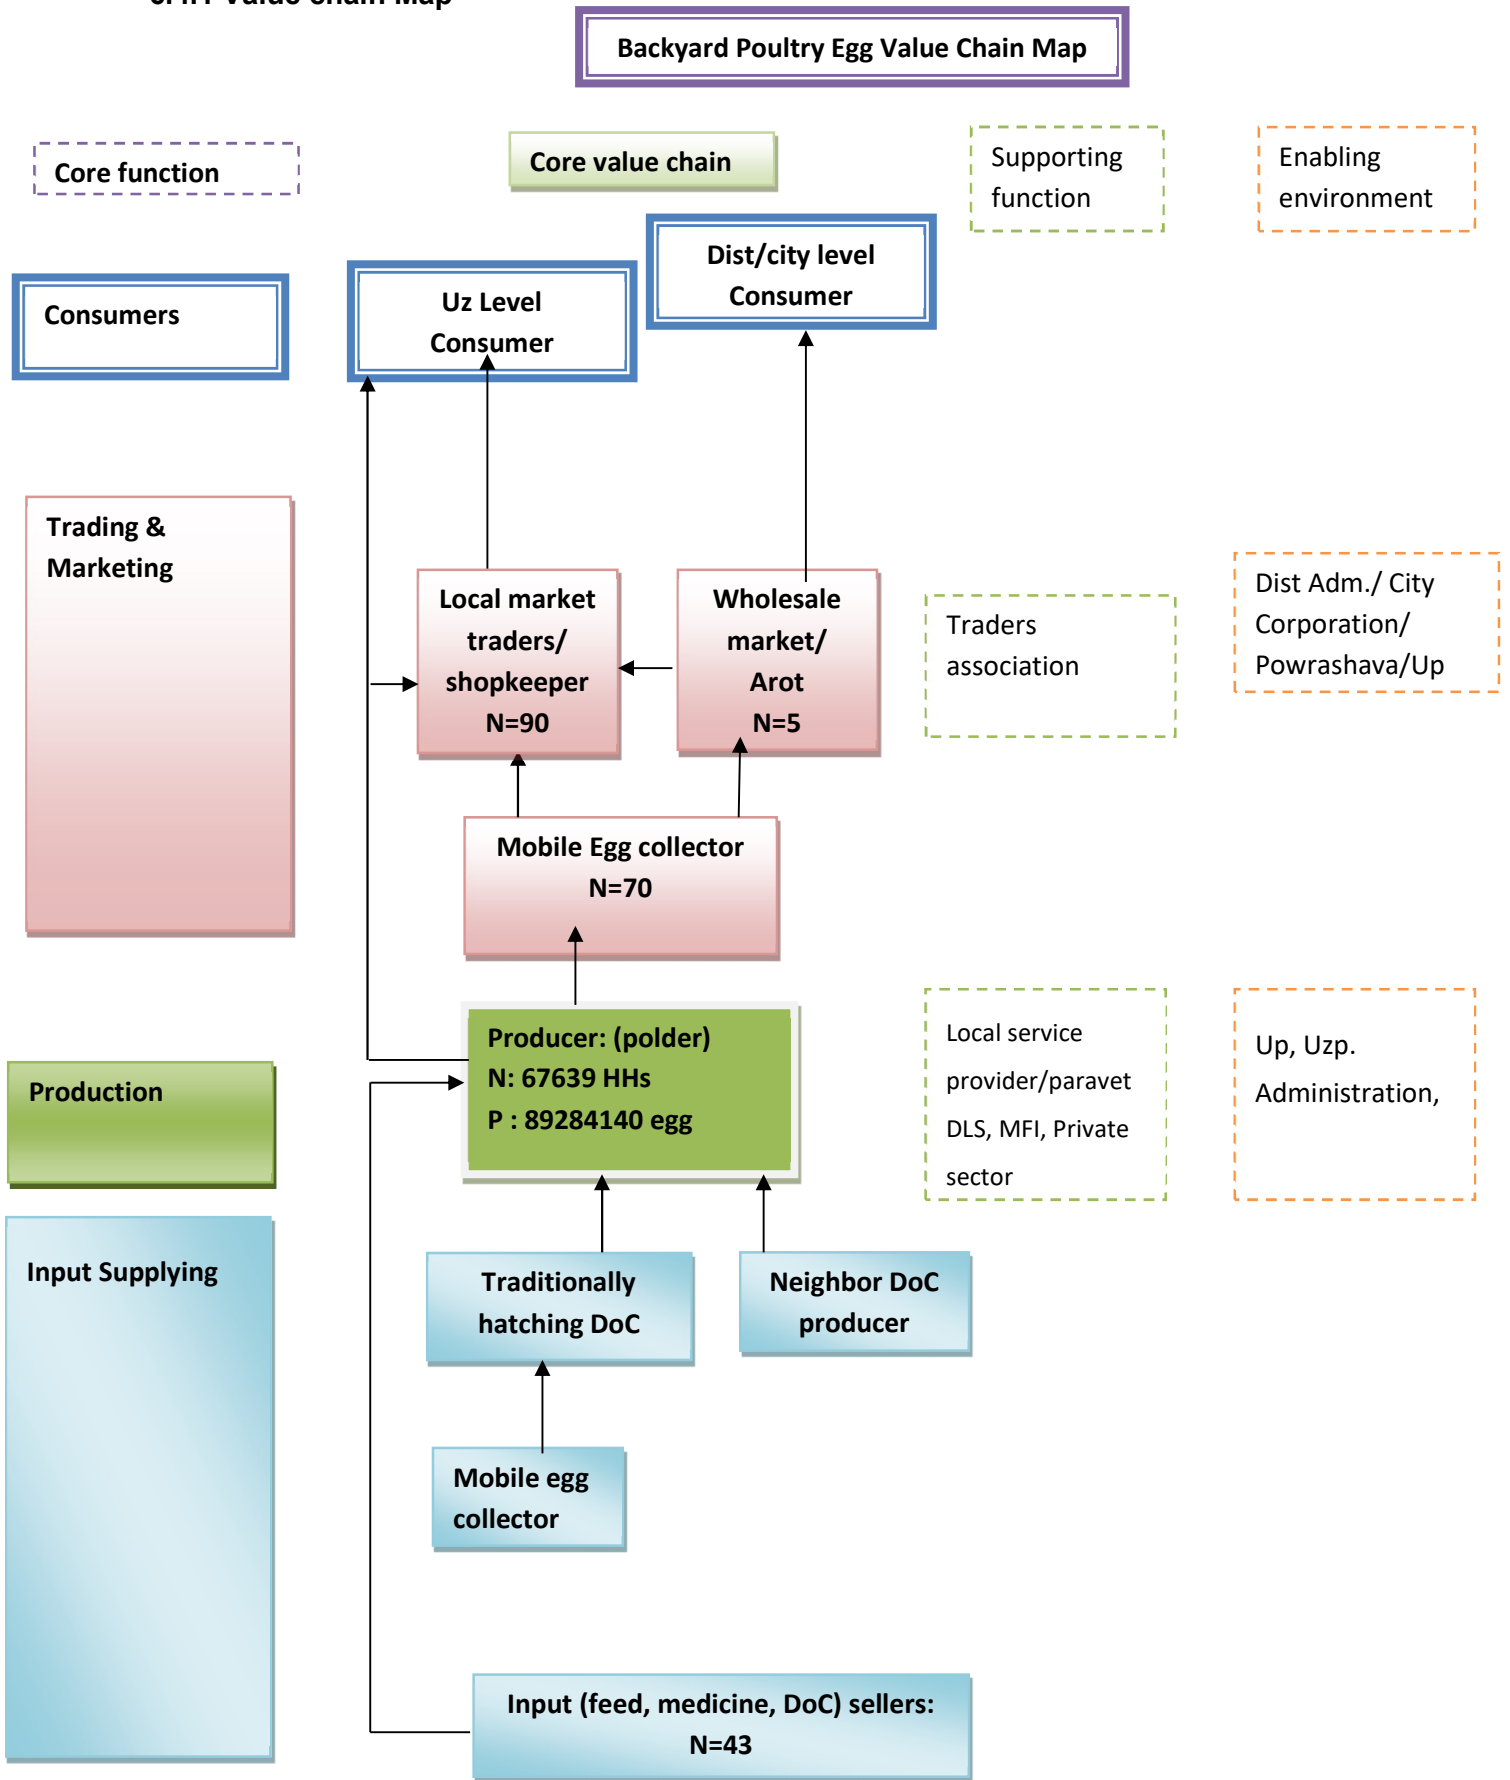 Value chain Map
Backyard Poultry Egg Value Chain Map
Core function
Core value chain
Supporting
function
Enabling
environment
Consumers
Uz Level
Consumer
Dist/city level
Consumer
Trading &
Marketing
Local market
traders/
shopkeeper
N=90
Wholesale
market/
Arot
N=5
Traders
association
Dist Adm./ City
Corporation/
Powrashava/Up
Mobile Egg collector
N=70
Production
Producer: (polder)
N: 67639 HHs
P : 89284140 egg
Local service
provider/paravet
DLS, MFI, Private
sector
Up, Uzp.
Administration,
Input Supplying
Traditionally
hatching DoC
Neighbor DoC
producer
Mobile egg
collector
Input (feed, medicine, DoC) sellers:
N=43